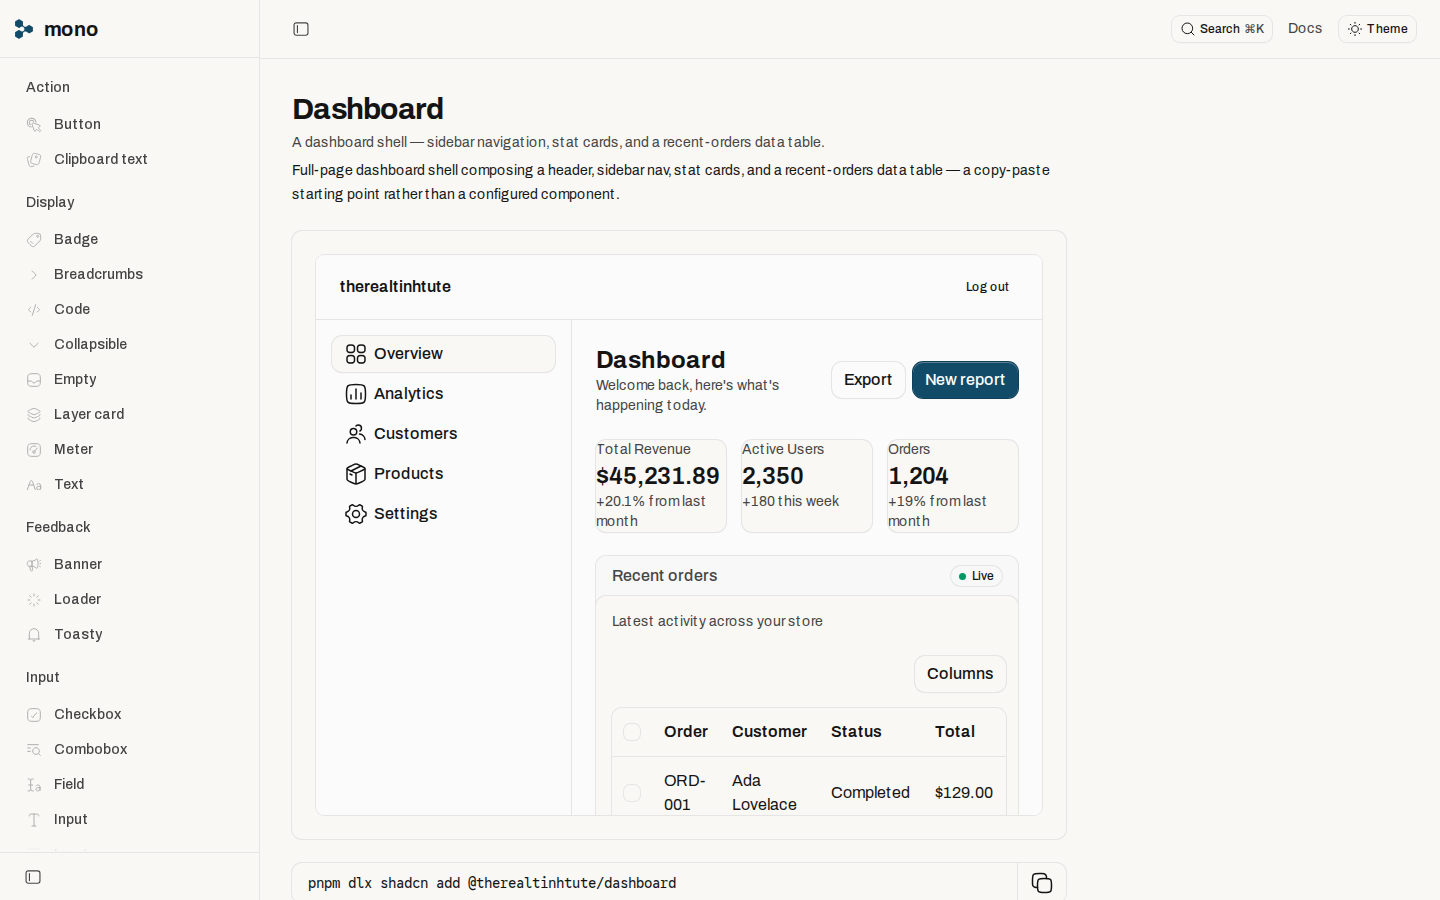 mono
Search ⌘K
Docs
Theme
Action
Button
Clipboard text
Display
Badge
Breadcrumbs
Code
Collapsible
Empty
Layer card
Meter
Text
Feedback
Banner
Loader
Toasty
Input
Checkbox
Combobox
Field
Input
Dashboard
A dashboard shell — sidebar navigation, stat cards, and a recent-orders data table.
Full-page dashboard shell composing a header, sidebar nav, stat cards, and a recent-orders data table — a copy-paste
starting point rather than a configured component.
therealtinhtute
Log out
Overview
Analytics
Customers
Products
Settings
Dashboard
Welcome back, here's what's
happening today.
Export
New report
Total Revenue
$45,231.89
+20.1% from last
month
Active Users
2,350
+180 this week
Orders
1,204
+19% from last
month
Recent orders
Live
Latest activity across your store
Columns
Order Customer Status Total
ORD-
001
Ada
Lovelace
Completed
$129.00
pnpm dlx shadcn add @therealtinhtute/dashboard